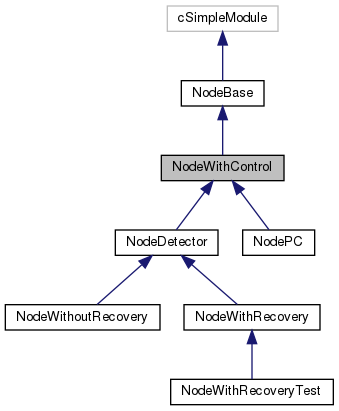 cSimpleModule
NodeBase
NodeWithControl
NodeDetector
NodePC
NodeWithoutRecovery
NodeWithRecovery
NodeWithRecoveryTest